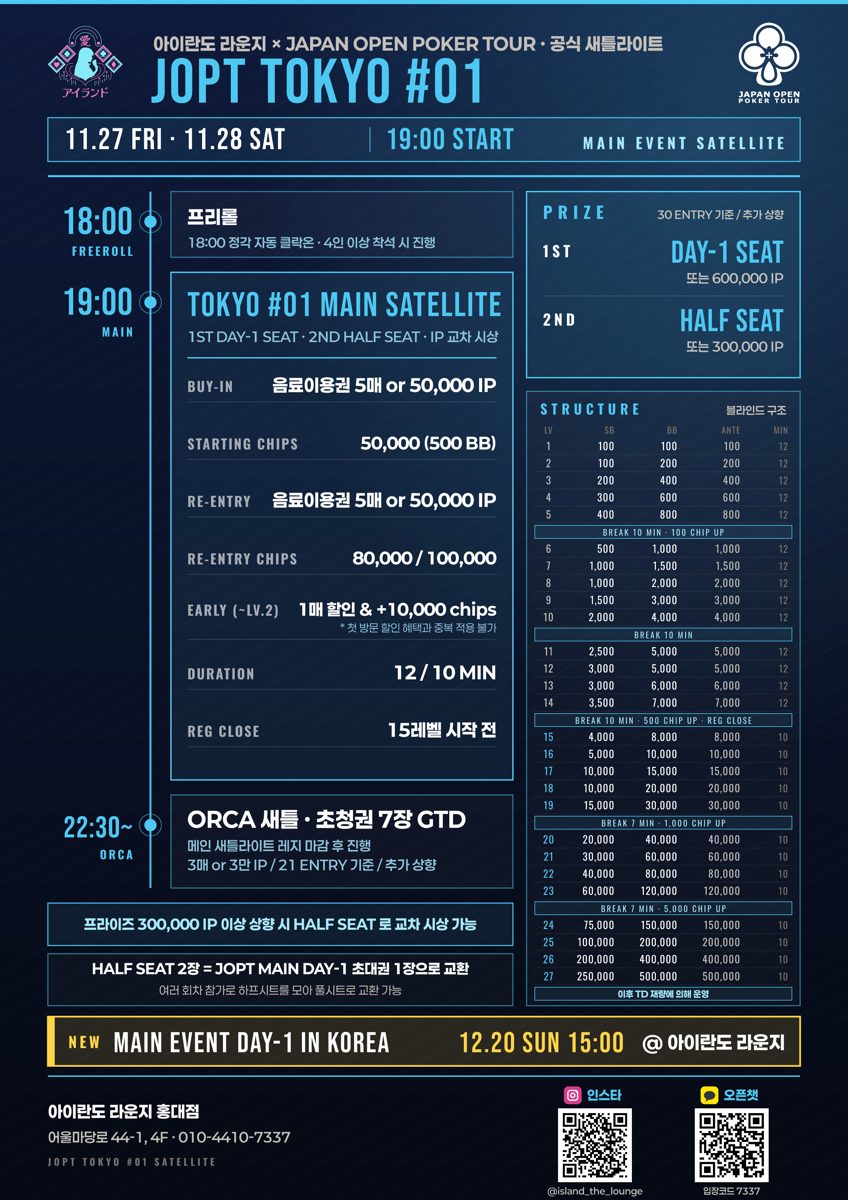 愛
アイランド
아이란도 라운지 × JAPAN OPEN POKER TOUR · 공식 새틀라이트
JOPT TOKYO #01
JAPAN OPEN
POKER TOUR
11.27 FRI · 11.28 SAT | 19:00 START MAIN EVENT SATELLITE
18:00
FREEROLL
프리롤
18:00 정각 자동 클락온 · 4인 이상 착석 시 진행
19:00
MAIN
TOKYO #01 MAIN SATELLITE
1ST DAY-1 SEAT · 2ND HALF SEAT · IP 교차 시상
BUY-IN 음료이용권 5매 or 50,000 IP
STARTING CHIPS 50,000 (500 BB)
RE-ENTRY 음료이용권 5매 or 50,000 IP
RE-ENTRY CHIPS 80,000 / 100,000
EARLY (~LV.2) 1매 할인 & +10,000 chips
* 첫 방문 할인 혜택과 중복 적용 불가
DURATION 12 / 10 MIN
REG CLOSE 15레벨 시작 전
22:30~
ORCA
ORCA 새틀 · 초청권 7장 GTD
메인 새틀라이트 레지 마감 후 진행
3매 or 3만 IP / 21 ENTRY 기준 / 추가 상향
프라이즈 300,000 IP 이상 상향 시 HALF SEAT 로 교차 시상 가능
HALF SEAT 2장 = JOPT MAIN DAY-1 초대권 1장으로 교환
여러 회차 참가로 하프시트를 모아 풀시트로 교환 가능
PRIZE 30 ENTRY 기준 / 추가 상향
1ST DAY-1 SEAT
또는 600,000 IP
2ND HALF SEAT
또는 300,000 IP
STRUCTURE 블라인드 구조
LV SB BB ANTE MIN
1 100 100 100 12
2 100 200 200 12
3 200 400 400 12
4 300 600 600 12
5 400 800 800 12
BREAK 10 MIN · 100 CHIP UP
6 500 1,000 1,000 12
7 1,000 1,500 1,500 12
8 1,000 2,000 2,000 12
9 1,500 3,000 3,000 12
10 2,000 4,000 4,000 12
BREAK 10 MIN
11 2,500 5,000 5,000 12
12 3,000 5,000 5,000 12
13 3,000 6,000 6,000 12
14 3,500 7,000 7,000 12
BREAK 10 MIN · 500 CHIP UP · REG CLOSE
15 4,000 8,000 8,000 10
16 5,000 10,000 10,000 10
17 10,000 15,000 15,000 10
18 10,000 20,000 20,000 10
19 15,000 30,000 30,000 10
BREAK 7 MIN · 1,000 CHIP UP
20 20,000 40,000 40,000 10
21 30,000 60,000 60,000 10
22 40,000 80,000 80,000 10
23 60,000 120,000 120,000 10
BREAK 7 MIN · 5,000 CHIP UP
24 75,000 150,000 150,000 10
25 100,000 200,000 200,000 10
26 200,000 400,000 400,000 10
27 250,000 500,000 500,000 10
이후 TD 재량에 의해 운영
NEW MAIN EVENT DAY-1 IN KOREA 12.20 SUN 15:00 @ 아이란도 라운지
아이란도 라운지 홍대점
어울마당로 44-1, 4F · 010-4410-7337
JOPT TOKYO #01 SATELLITE
인스타
@island_the_lounge
오픈챗
입장코드 7337